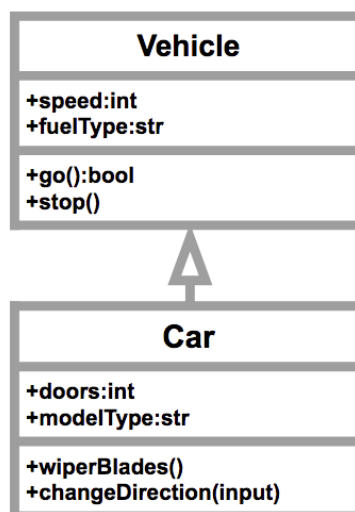 Vehicle
+speed:int
+fuelType:str
+go():bool
+stop()
Car
+doors:int
+modelType:str
+wiperBlades()
+changeDirection(input)